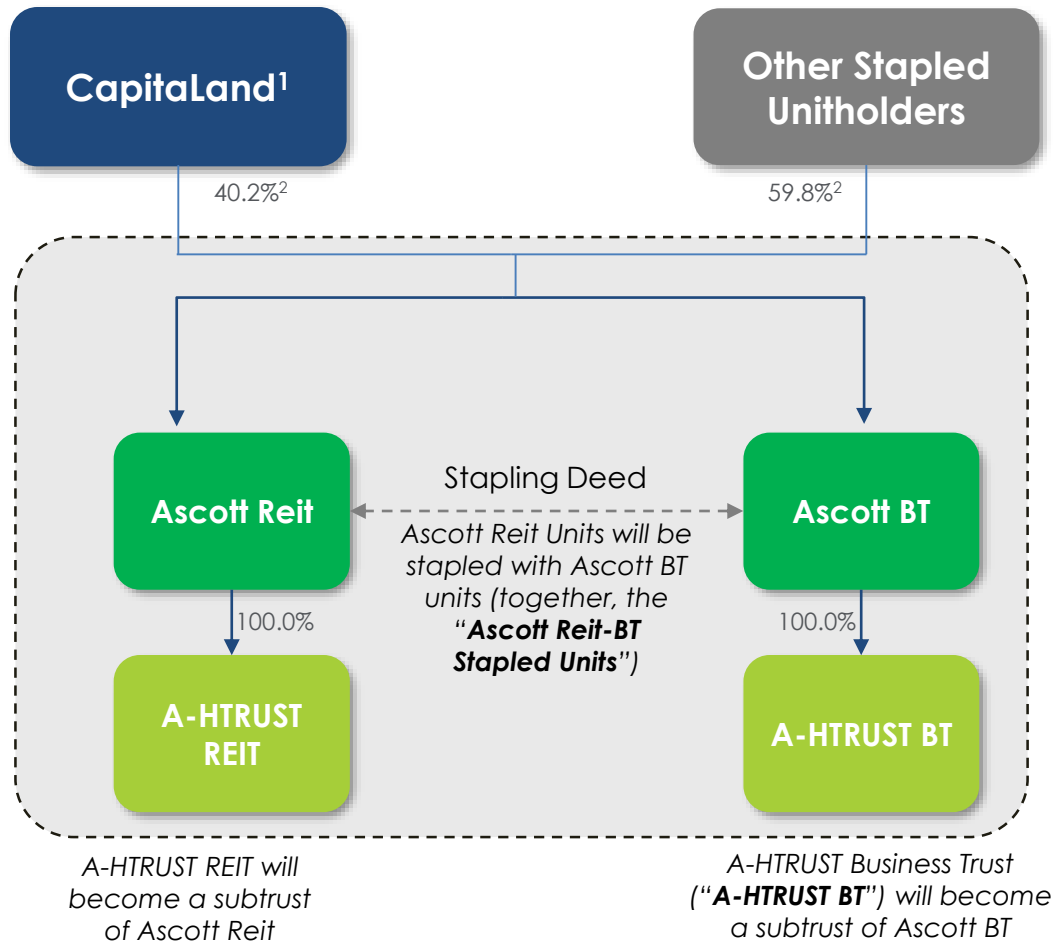 CapitaLand¹
Other Stapled
Unitholders
40.2%²
59.8%²
Ascott Reit
Stapling Deed
Ascott Reit Units will be
stapled with Ascott BT
units (together, the
“Ascott Reit-BT
Stapled Units”)
Ascott BT
100.0%
100.0%
A-HTRUST
REIT
A-HTRUST BT
A-HTRUST REIT will
become a subtrust
of Ascott Reit
A-HTRUST Business Trust
(“A-HTRUST BT”) will become
a subtrust of Ascott BT